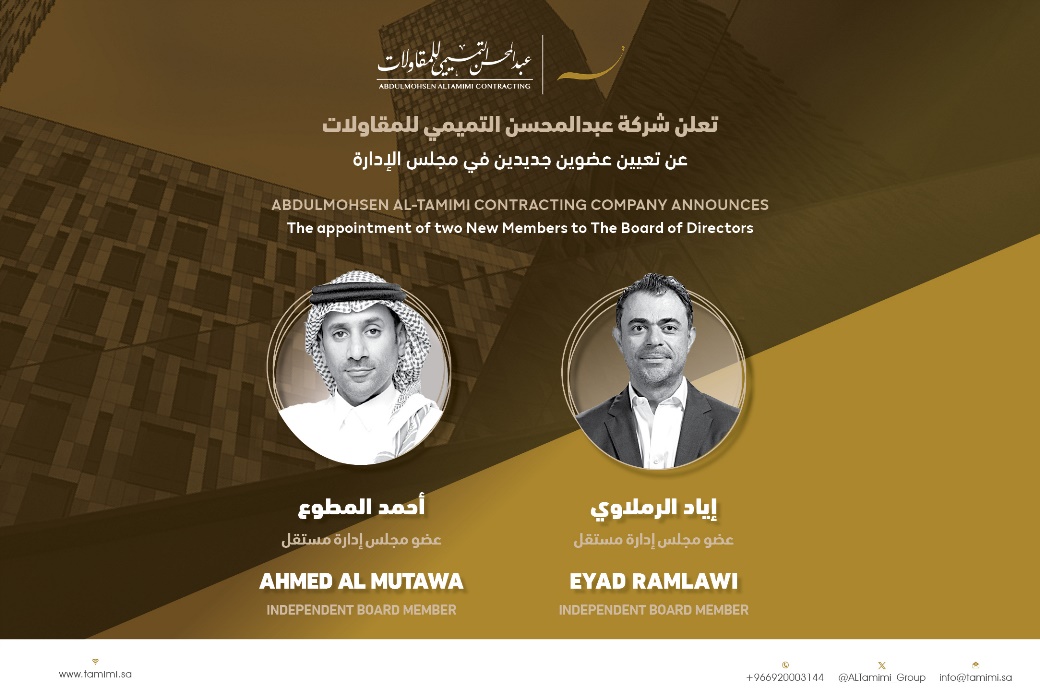 عبدالمحسن التميمي للمقاولات
ABDULMOHSEN ALTAMIMI CONTRACTING
تعلن شركة عبدالمحسن التميمي للمقاولات
عن تعيين عضوين جديدين في مجلس الإدارة
ABDULMOHSEN AL-TAMIMI CONTRACTING COMPANY ANNOUNCES
The appointment of two New Members to The Board of Directors
أحمد المطوع
عضو مجلس إدارة مستقل
AHMED AL MUTAWA
INDEPENDENT BOARD MEMBER
إياد الرملاوي
عضو مجلس إدارة مستقل
EYAD RAMLAWI
INDEPENDENT BOARD MEMBER
www.tamimi.sa
+966920003144
@ALTamimi_Group
info@tamimi.sa